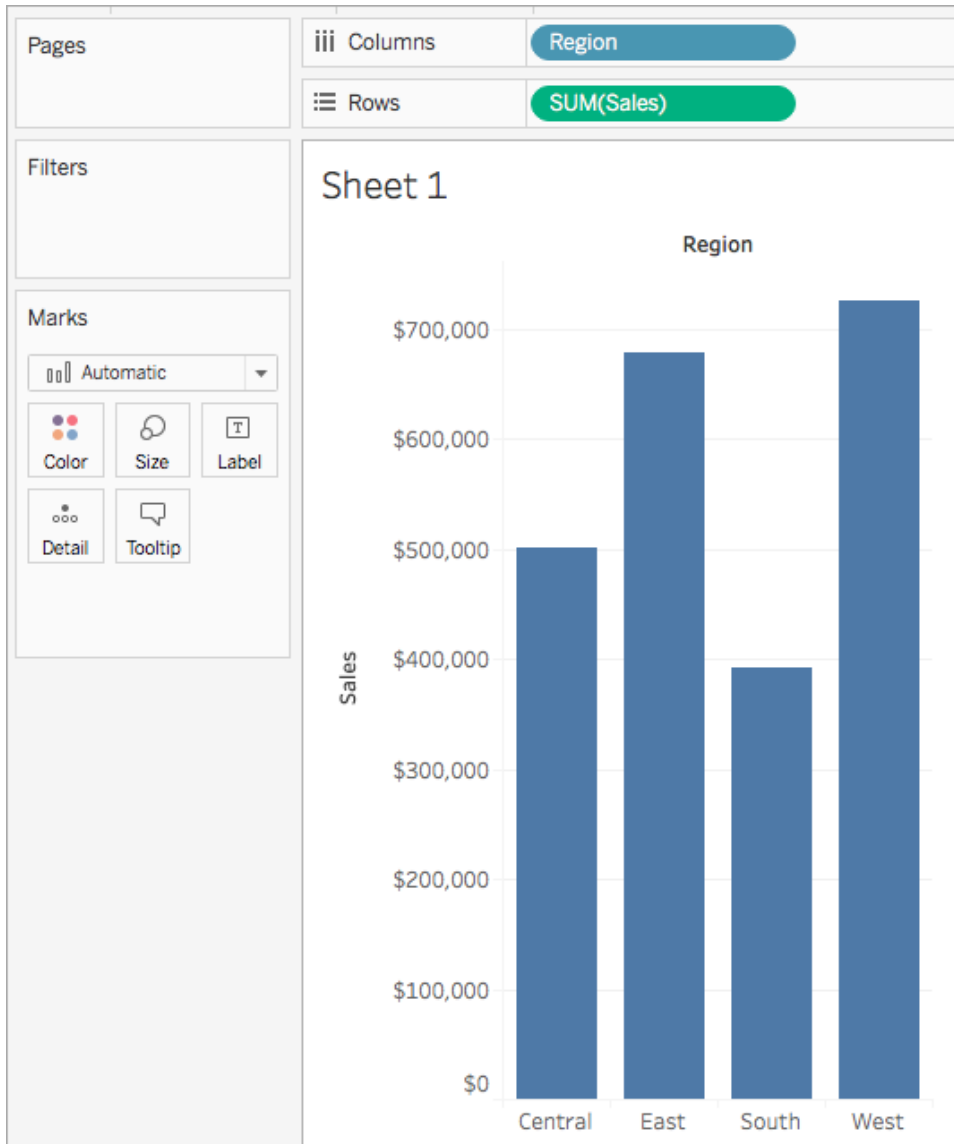 Pages
Columns
Region
Rows
SUM(Sales)
Filters
Marks
Automatic
Color
Size
T
Label
Detail
Tooltip
Sheet 1
Region
$700,000
$600,000
$500,000
$400,000
$300,000
$200,000
$100,000
$0
Sales
Central East South West